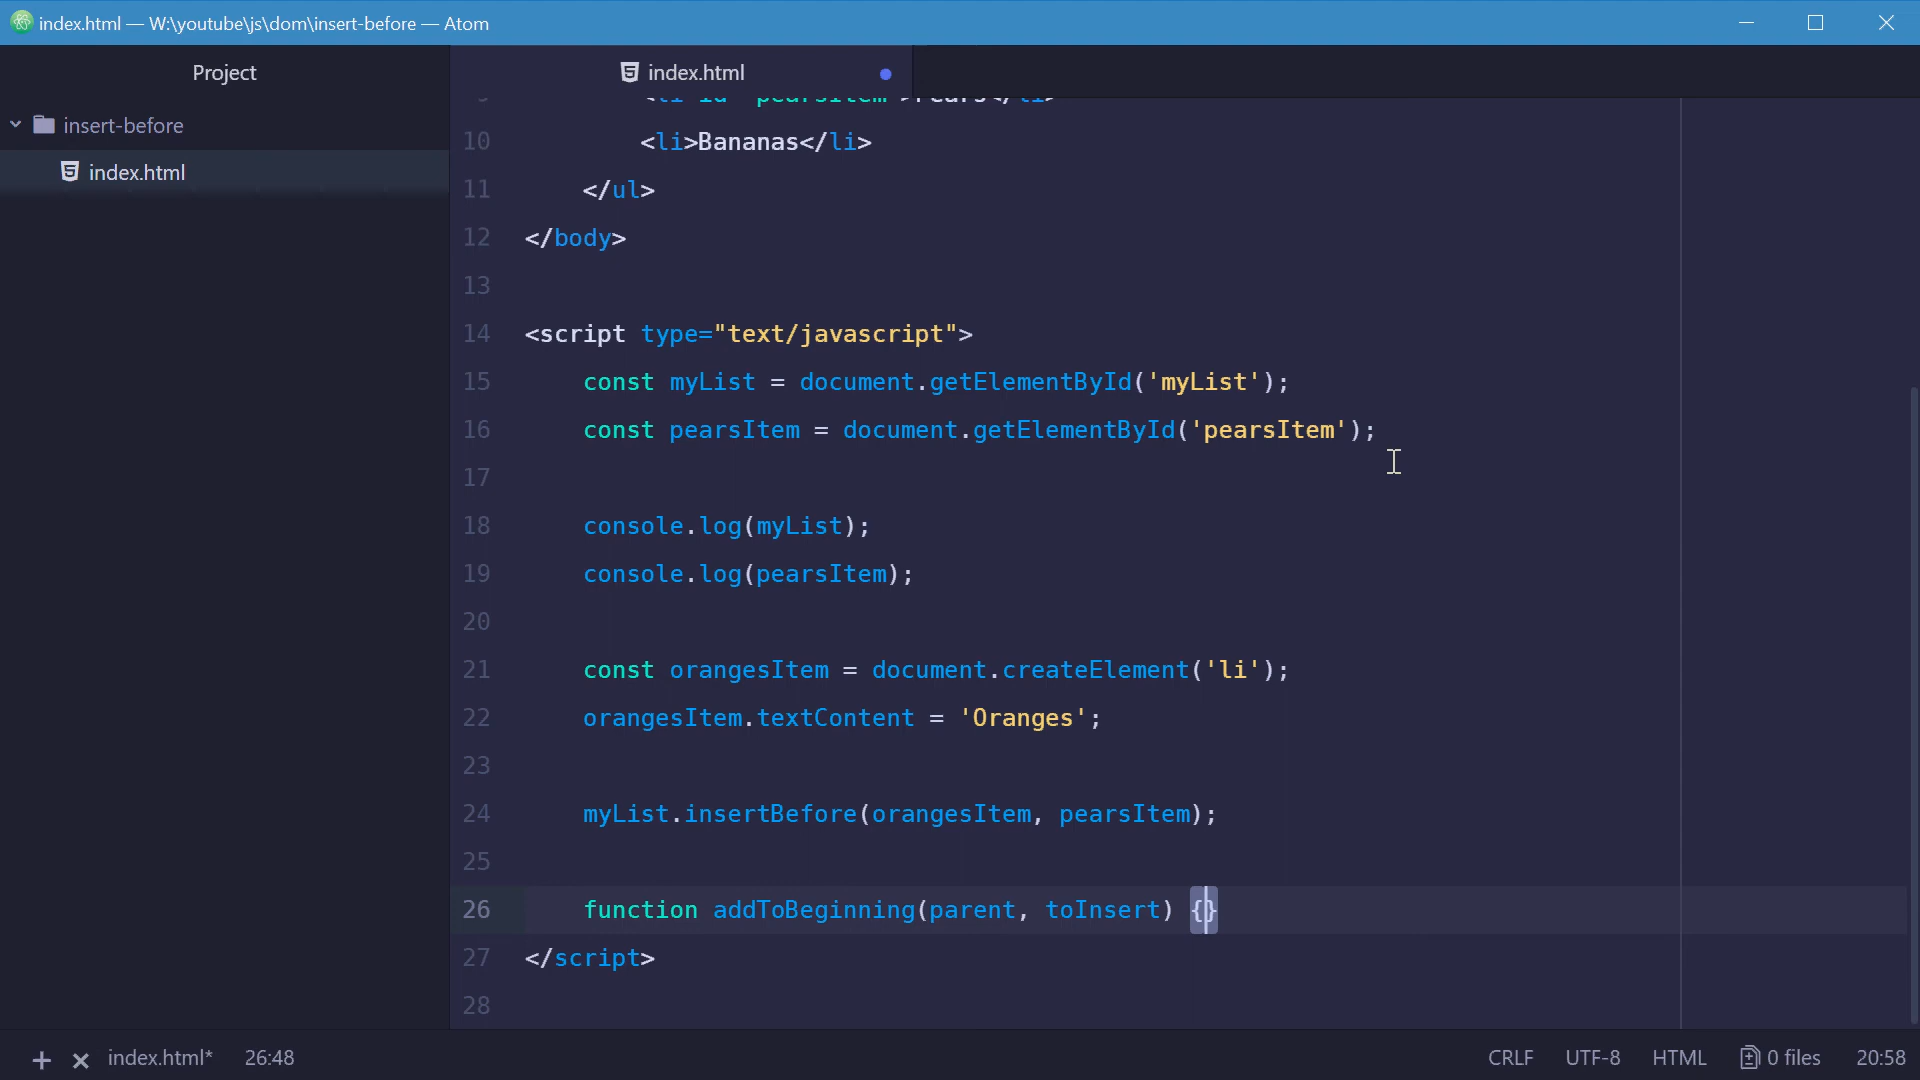 index.html — W:\youtube\js\dom\insert-before — Atom
Project
index.html
insert-before
index.html
10 <li>Bananas</li>
11 </ul>
12 </body>
13
14 <script type="text/javascript">
15 const myList = document.getElementById('myList');
16 const pearsItem = document.getElementById('pearsItem');
17
18 console.log(myList);
19 console.log(pearsItem);
20
21 const orangesItem = document.createElement('li');
22 orangesItem.textContent = 'Oranges';
23
24 myList.insertBefore(orangesItem, pearsItem);
25
26 function addToBeginning(parent, toInsert) {}
27 </script>
28
index.html* 26:48 CRLF UTF-8 HTML 0 files 20:58